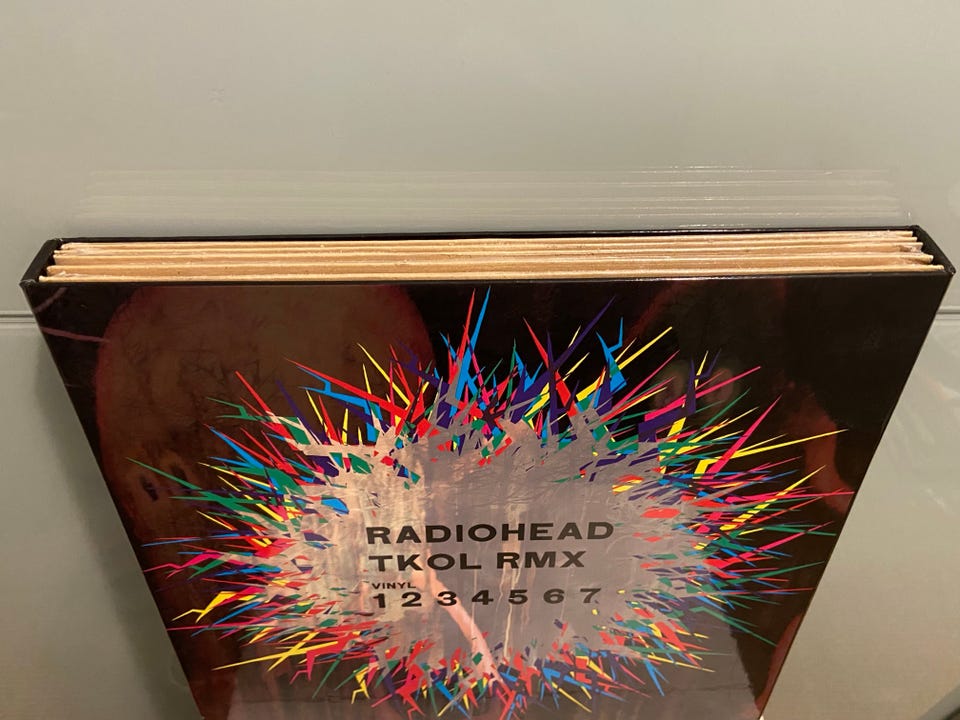 RADIOHEAD
TKOL RMX
VINYL
1 2 3 4 5 6 7